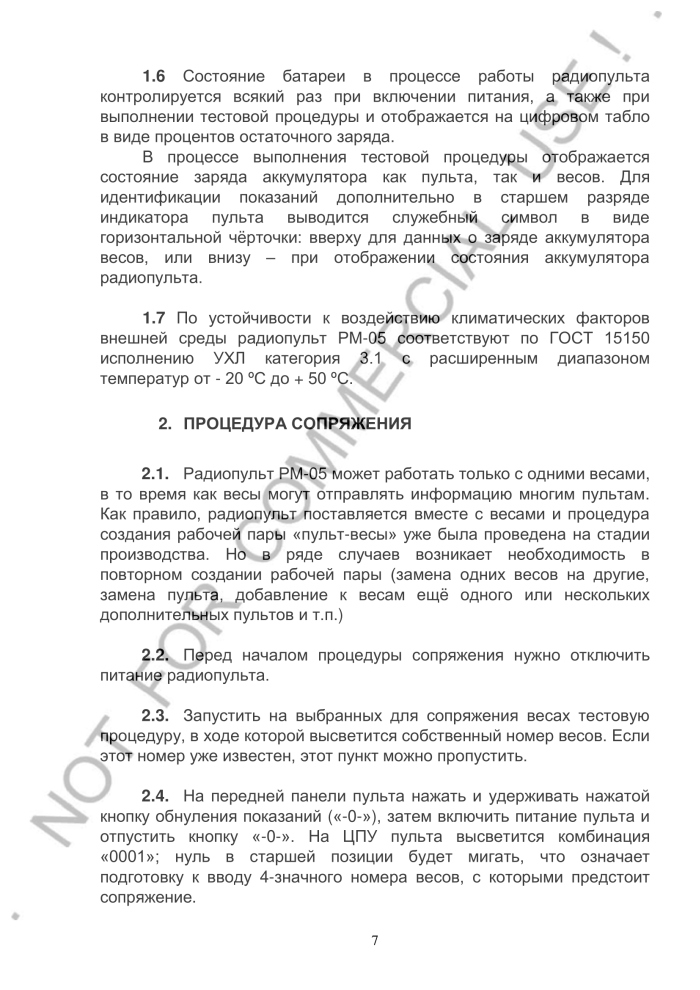 1.6 Состояние батареи в процессе работы радиопульта
контролируется всякий раз при включении питания, а также при
выполнении тестовой процедуры и отображается на цифровом табло
в виде процентов остаточного заряда.
В процессе выполнения тестовой процедуры отображается
состояние заряда аккумулятора как пульта, так и весов. Для
идентификации показаний дополнительно в старшем разряде
индикатора пульта выводится служебный символ в виде
горизонтальной чёрточки: вверху для данных о заряде аккумулятора
весов, или внизу – при отображении состояния аккумулятора
радиопульта.
1.7 По устойчивости к воздействию климатических факторов
внешней среды радиопульт РМ-05 соответствуют по ГОСТ 15150
исполнению УХЛ категория 3.1 с расширенным диапазоном
температур от - 20 ºС до + 50 ºС.
2. ПРОЦЕДУРА СОПРЯЖЕНИЯ
2.1. Радиопульт РМ-05 может работать только с одними весами,
в то время как весы могут отправлять информацию многим пультам.
Как правило, радиопульт поставляется вместе с весами и процедура
создания рабочей пары «пульт-весы» уже была проведена на стадии
производства. Но в ряде случаев возникает необходимость в
повторном создании рабочей пары (замена одних весов на другие,
замена пульта, добавление к весам ещё одного или нескольких
дополнительных пультов и т.п.)
2.2. Перед началом процедуры сопряжения нужно отключить
питание радиопульта.
2.3. Запустить на выбранных для сопряжения весах тестовую
процедуру, в ходе которой высветится собственный номер весов. Если
этот номер уже известен, этот пункт можно пропустить.
2.4. На передней панели пульта нажать и удерживать нажатой
кнопку обнуления показаний («-0-»), затем включить питание пульта и
отпустить кнопку «-0-». На ЦПУ пульта высветится комбинация
«0001»; нуль в старшей позиции будет мигать, что означает
подготовку к вводу 4-значного номера весов, с которыми предстоит
сопряжение.
7
NOT FOR COMMERCIAL USE !